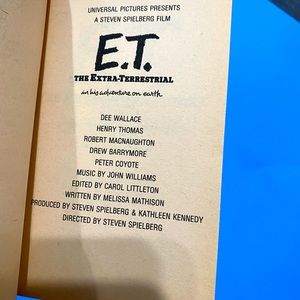 UNIVERSAL PICTURES PRESENTS
A STEVEN SPIELBERG FILM
E.T.
THE EXTRA-TERRESTRIAL
in his adventure on earth
DEE WALLACE
HENRY THOMAS
ROBERT MACNAUGHTON
DREW BARRYMORE
PETER COYOTE
MUSIC BY JOHN WILLIAMS
EDITED BY CAROL LITTLETON
WRITTEN BY MELISSA MATHISON
PRODUCED BY STEVEN SPIELBERG & KATHLEEN KENNEDY
DIRECTED BY STEVEN SPIELBERG